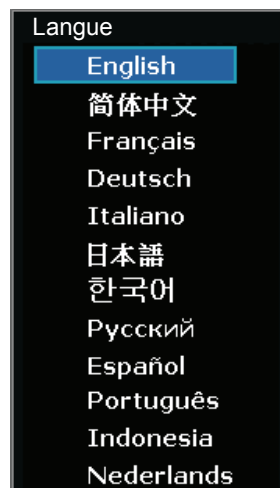 Langue
English
简体中文
Français
Deutsch
Italiano
日本語
한국어
Русский
Español
Português
Indonesia
Nederlands